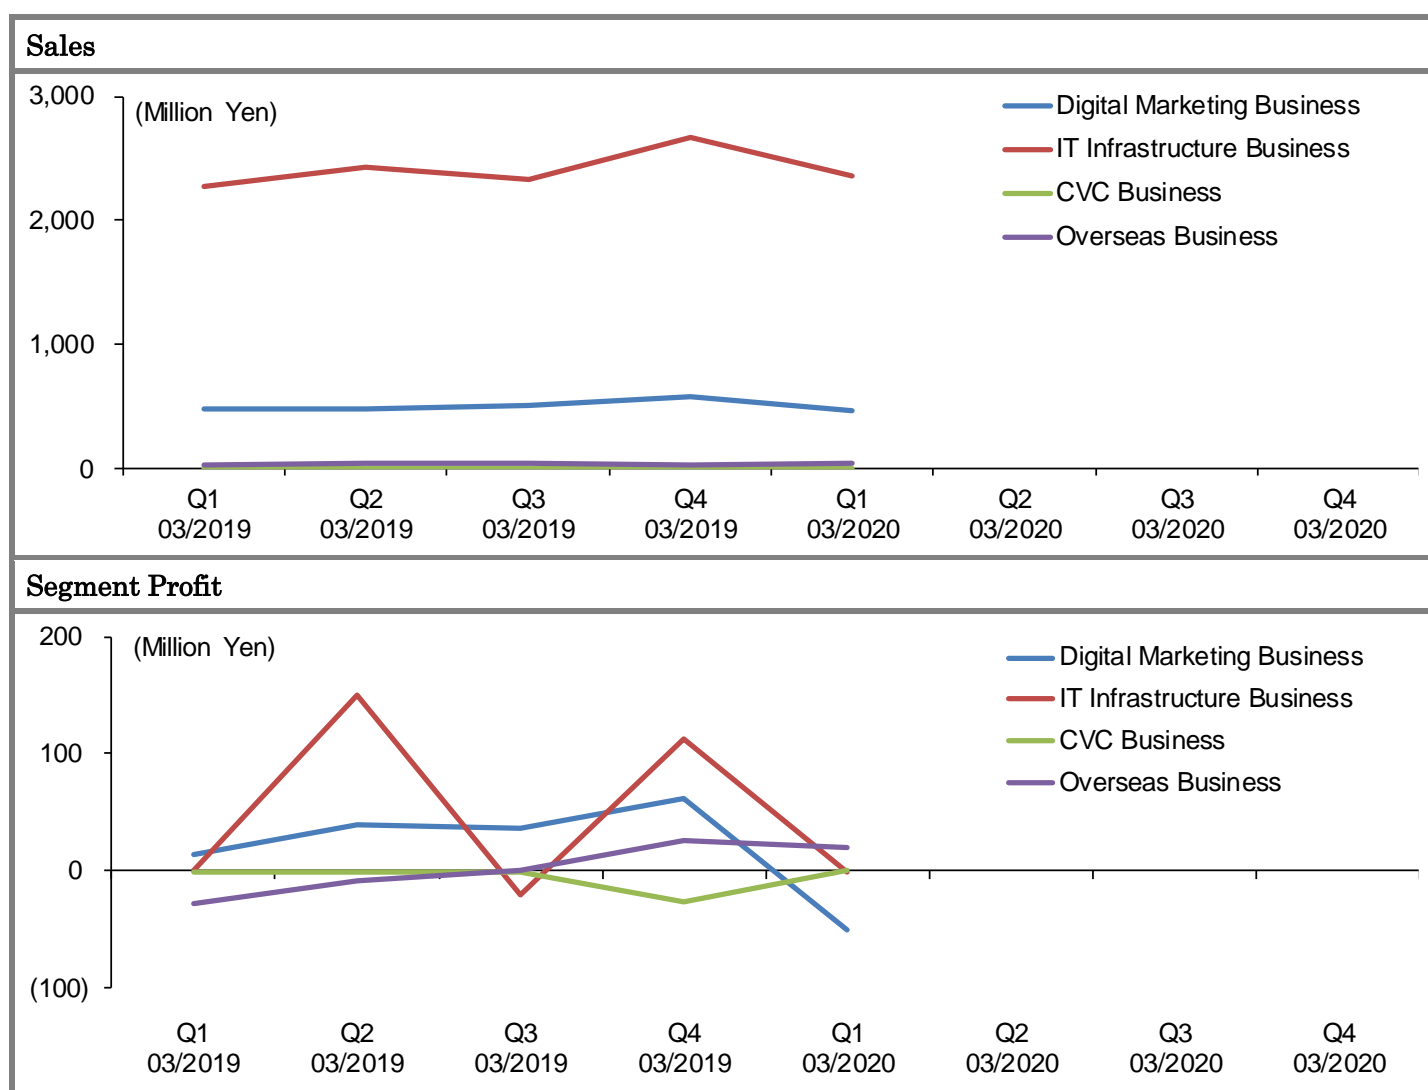 Sales
3,000
(Million Yen)
Digital Marketing Business
IT Infrastructure Business
CVC Business
Overseas Business
2,000
1,000
0
Q1 Q2 Q3 Q4 Q1 Q2 Q3 Q4
03/2019 03/2019 03/2019 03/2019 03/2020 03/2020 03/2020 03/2020
Segment Profit
200
(Million Yen)
Digital Marketing Business
IT Infrastructure Business
CVC Business
Overseas Business
100
0
(100)
Q1 Q2 Q3 Q4 Q1 Q2 Q3 Q4
03/2019 03/2019 03/2019 03/2019 03/2020 03/2020 03/2020 03/2020